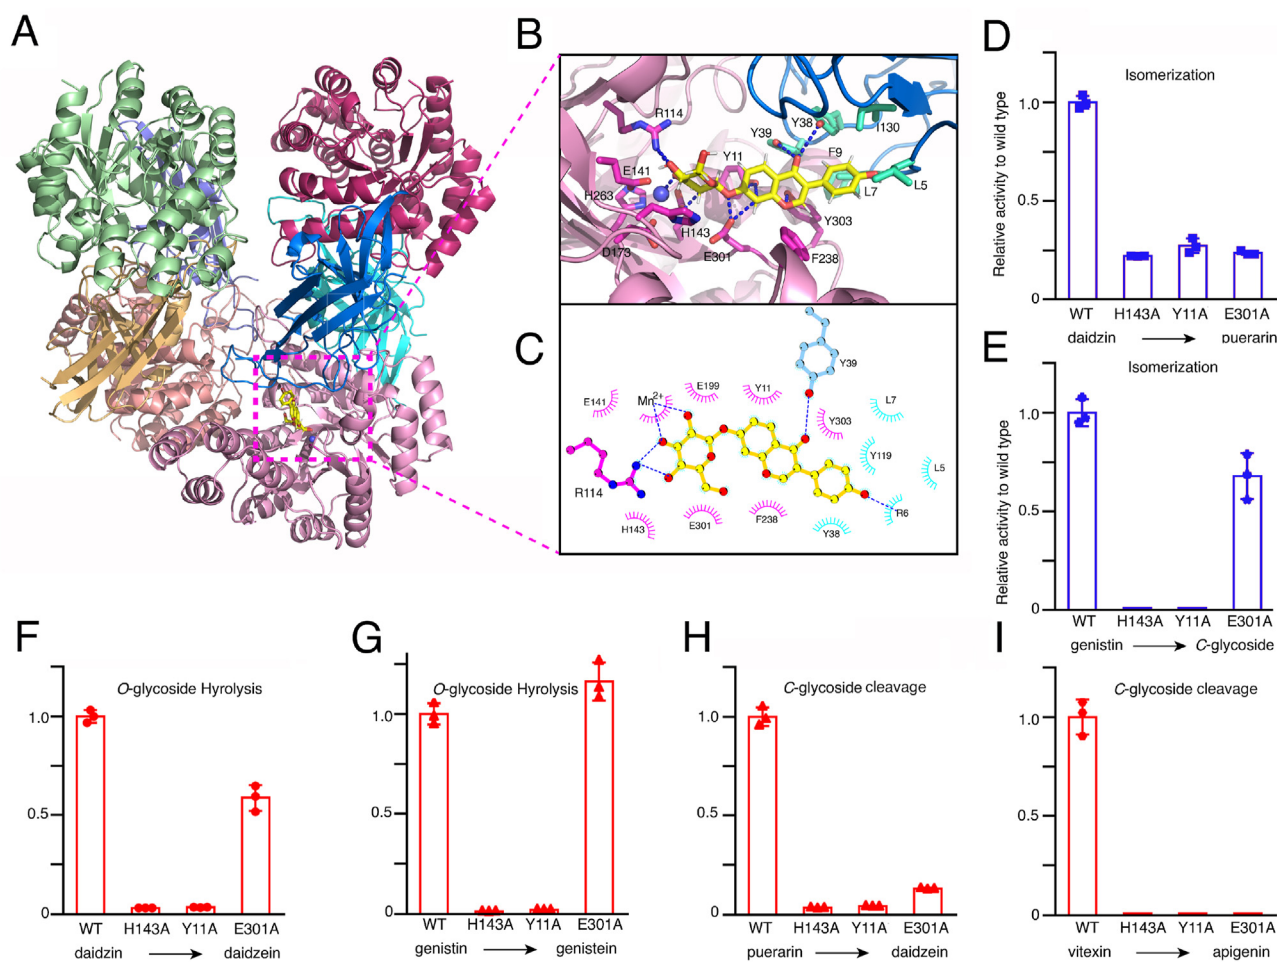 A
B
R114
Y38
I130
Y39
F9
Y11
E141
L7
L5
H263
Y303
H143
D173
E301
F238
C
Y39
E199
Y11
E141
Mn2+
L7
Y303
Y119
L5
R114
R6
E301
F238
H143
Y38
D
Isomerization
Relative activity to wild type
1.0
0.5
0
WT H143A Y11A E301A
daidzin → puerarin
E
Isomerization
Relative activity to wild type
1.0
0.5
0
WT H143A Y11A E301A
genistin → C-glycoside
F
O-glycoside Hyrolysis
1.0
0.5
0
WT H143A Y11A E301A
daidzin → daidzein
G
O-glycoside Hyrolysis
1.0
0.5
0
WT H143A Y11A E301A
genistin → genistein
H
C-glycoside cleavage
1.0
0.5
0
WT H143A Y11A E301A
puerarin → daidzein
I
C-glycoside cleavage
1.0
0.5
0
WT H143A Y11A E301A
vitexin → apigenin